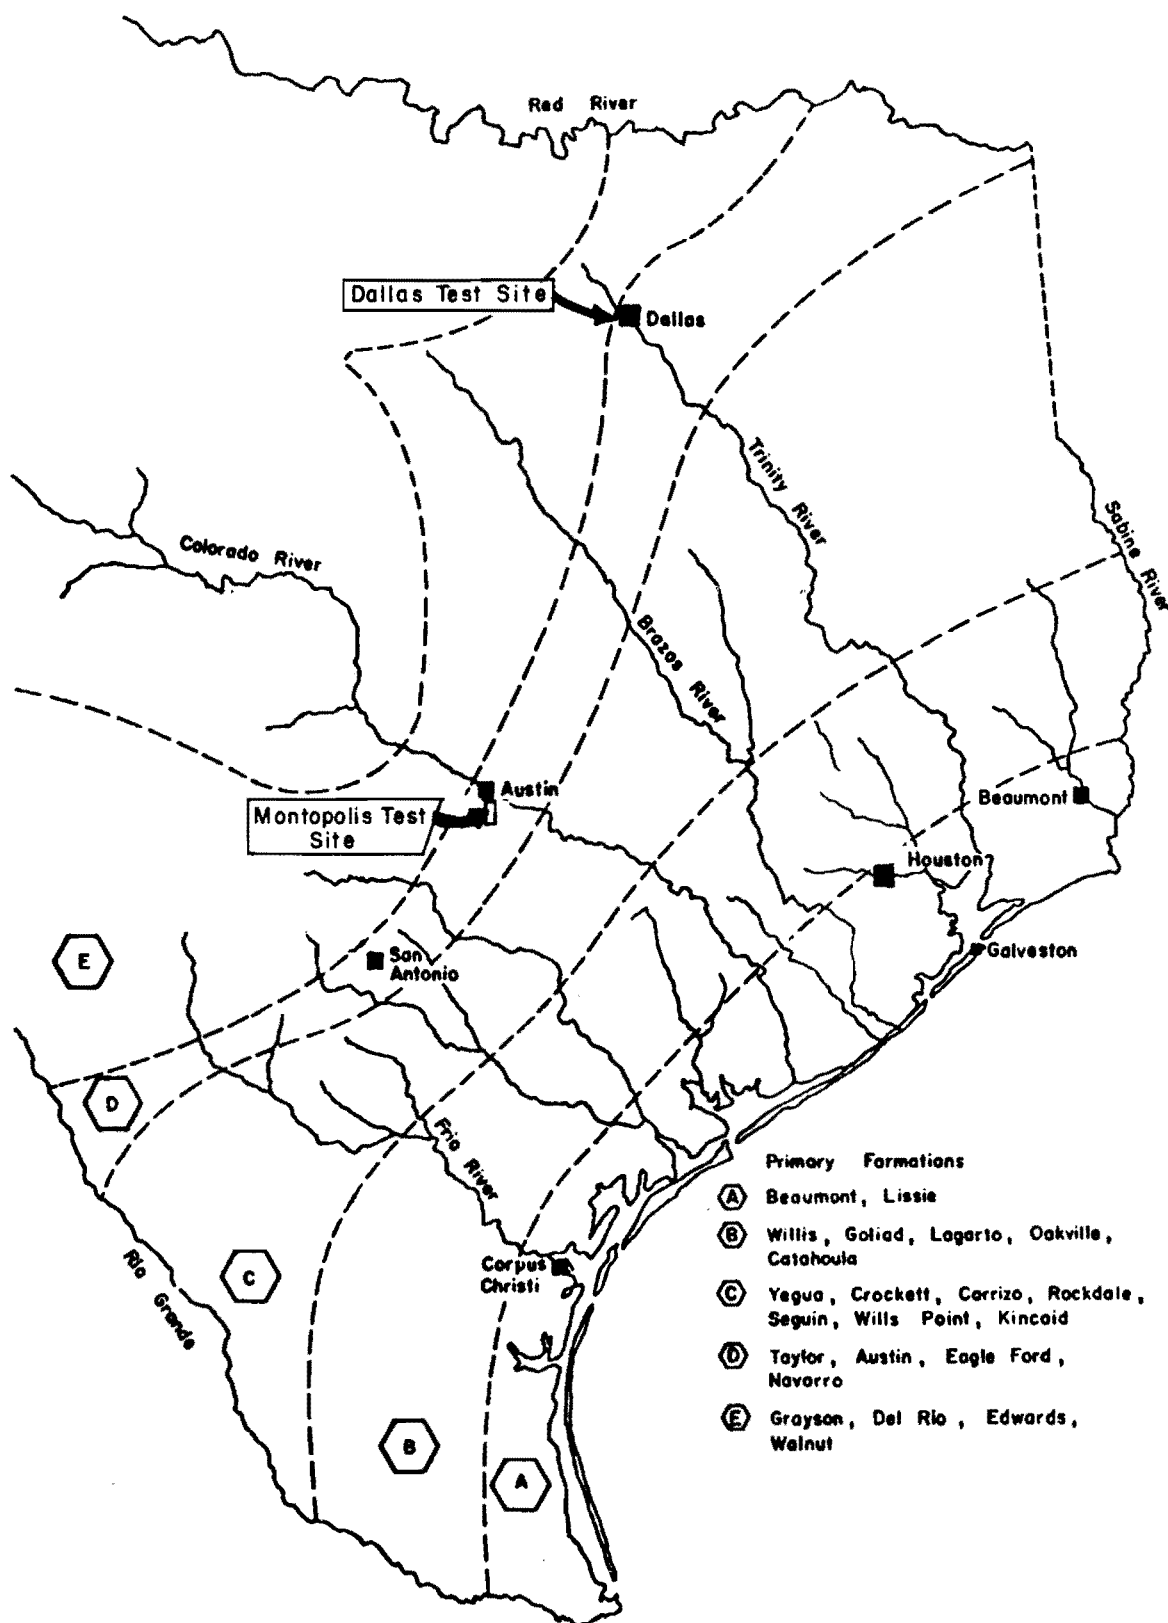 Red River
Dallas Test Site
Dallas
Trinity River
Sabine River
Colorado River
Brazos River
Austin
Montopolis Test
Site
Beaumont
Houston
Galveston
San
Antonio
E
D
Frio River
Rio Grande
C
Corpus
Christi
B
A
Primary Formations
A Beaumont, Lissie
B Willis, Goliad, Lagarto, Oakville,
Catahoula
C Yegua, Crockett, Carrizo, Rockdale,
Seguin, Wills Point, Kincaid
D Taylor, Austin, Eagle Ford,
Navarro
E Grayson, Del Rio, Edwards,
Walnut